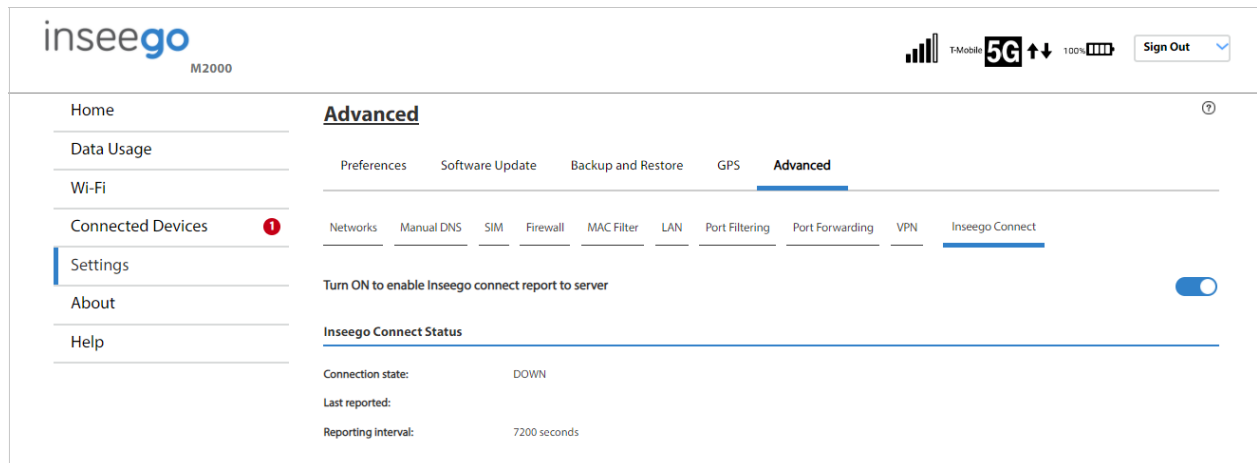 inseego
M2000
T-Mobile 5G 100% Sign Out
Home
Data Usage
Wi-Fi
Connected Devices 1
Settings
About
Help
Advanced ?
Preferences Software Update Backup and Restore GPS Advanced
Networks Manual DNS SIM Firewall MAC Filter LAN Port Filtering Port Forwarding VPN Inseego Connect
Turn ON to enable Inseego connect report to server
Inseego Connect Status
Connection state: DOWN
Last reported:
Reporting interval: 7200 seconds